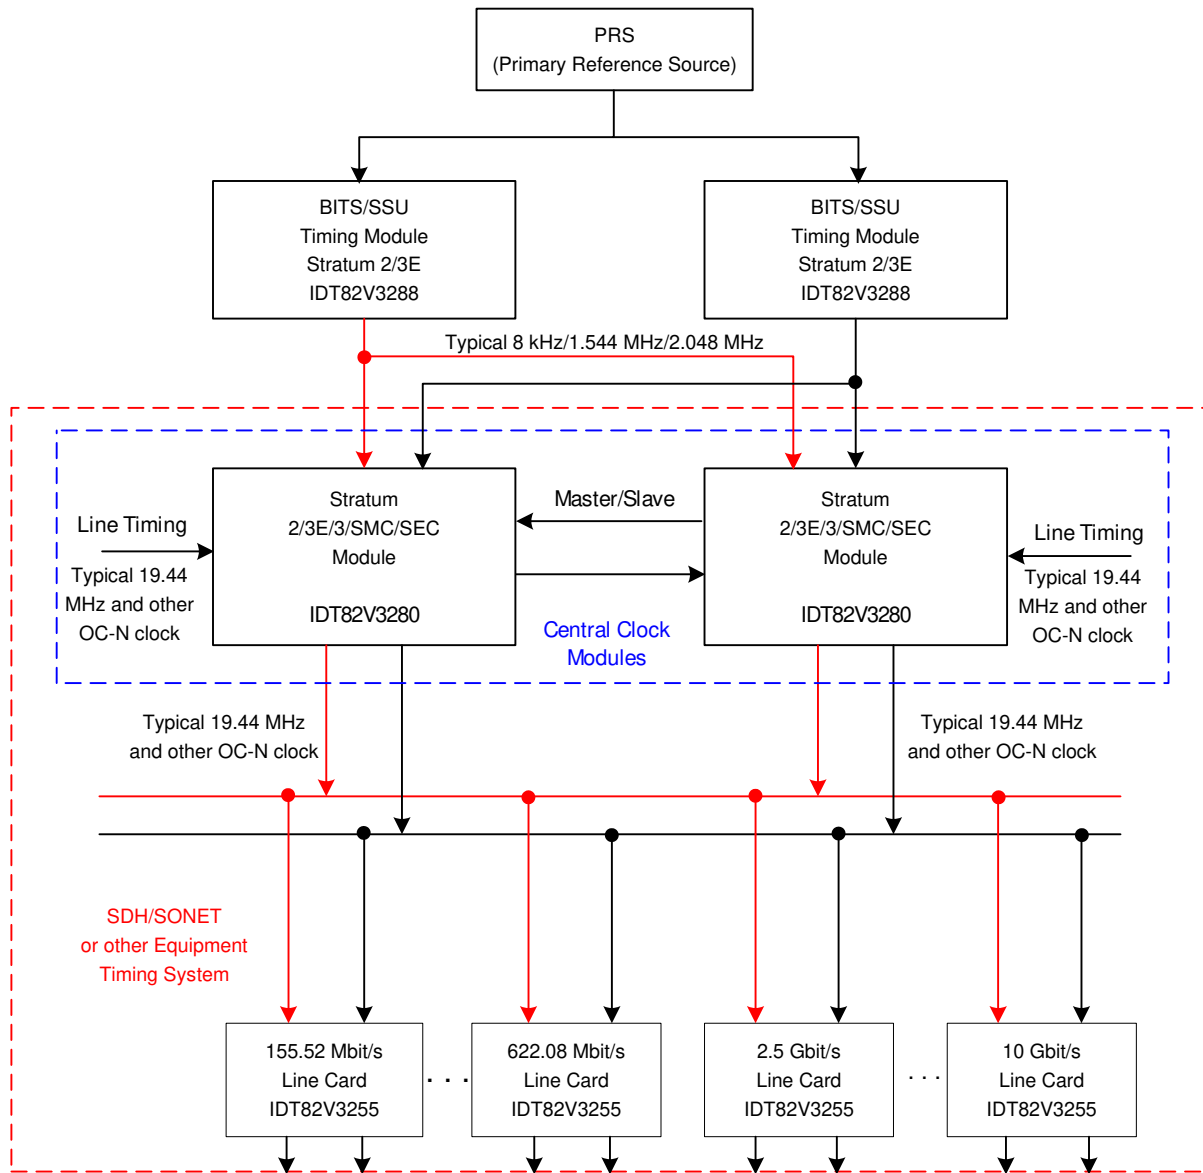 PRS
(Primary Reference Source)
BITS/SSU
Timing Module
Stratum 2/3E
IDT82V3288
BITS/SSU
Timing Module
Stratum 2/3E
IDT82V3288
Typical 8 kHz/1.544 MHz/2.048 MHz
Line Timing
Typical 19.44
MHz and other
OC-N clock
Stratum
2/3E/3/SMC/SEC
Module
IDT82V3280
Master/Slave
Central Clock
Modules
Stratum
2/3E/3/SMC/SEC
Module
IDT82V3280
Line Timing
Typical 19.44
MHz and other
OC-N clock
Typical 19.44 MHz
and other OC-N clock
Typical 19.44 MHz
and other OC-N clock
SDH/SONET
or other Equipment
Timing System
155.52 Mbit/s
Line Card
IDT82V3255
. . .
622.08 Mbit/s
Line Card
IDT82V3255
2.5 Gbit/s
Line Card
IDT82V3255
. . .
10 Gbit/s
Line Card
IDT82V3255